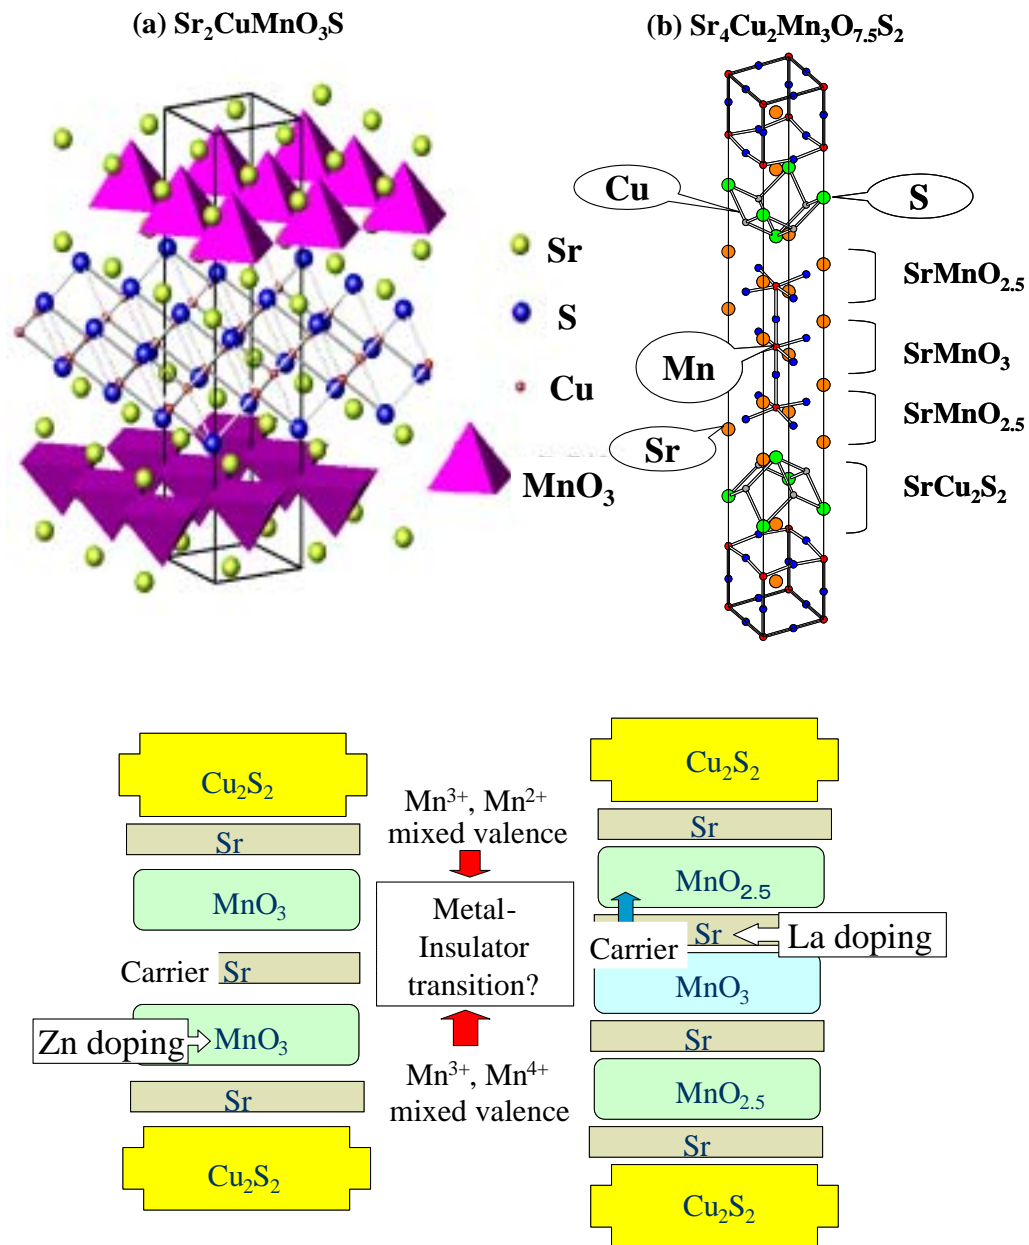 (a) Sr₂CuMnO₃S
(b) Sr₄Cu₂Mn₃O₇.₅S₂
Sr
S
Cu
MnO₃
Cu
S
SrMnO₂.₅
SrMnO₃
Mn
SrMnO₂.₅
Sr
SrCu₂S₂
Cu₂S₂
Sr
MnO₃
Carrier
Sr
Zn doping
MnO₃
Sr
Cu₂S₂
Mn³⁺, Mn²⁺
mixed valence
Metal-
Insulator
transition?
Mn³⁺, Mn⁴⁺
mixed valence
Cu₂S₂
Sr
MnO₂.₅
Carrier
Sr
La doping
MnO₃
Sr
MnO₂.₅
Sr
Cu₂S₂